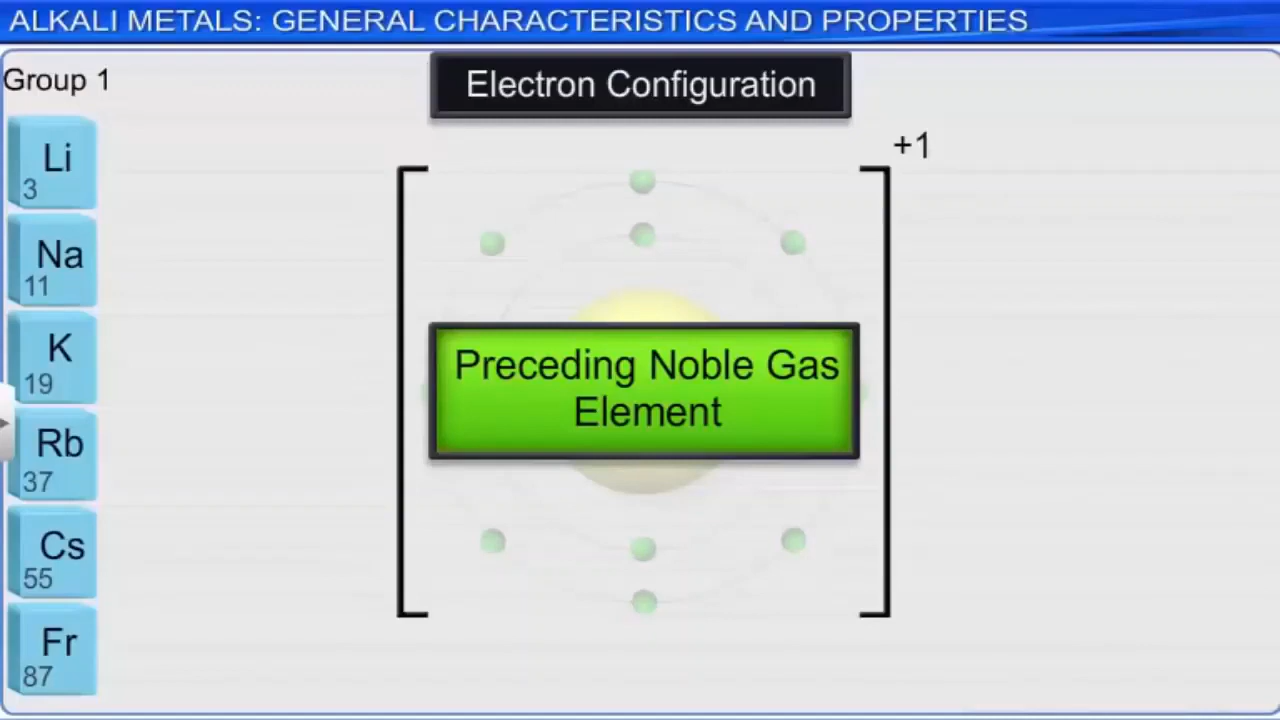 ALKALI METALS: GENERAL CHARACTERISTICS AND PROPERTIES
Group 1
Electron Configuration
+1
Li
3
Na
11
K
19
Rb
37
Cs
55
Fr
87
Preceding Noble Gas
Element